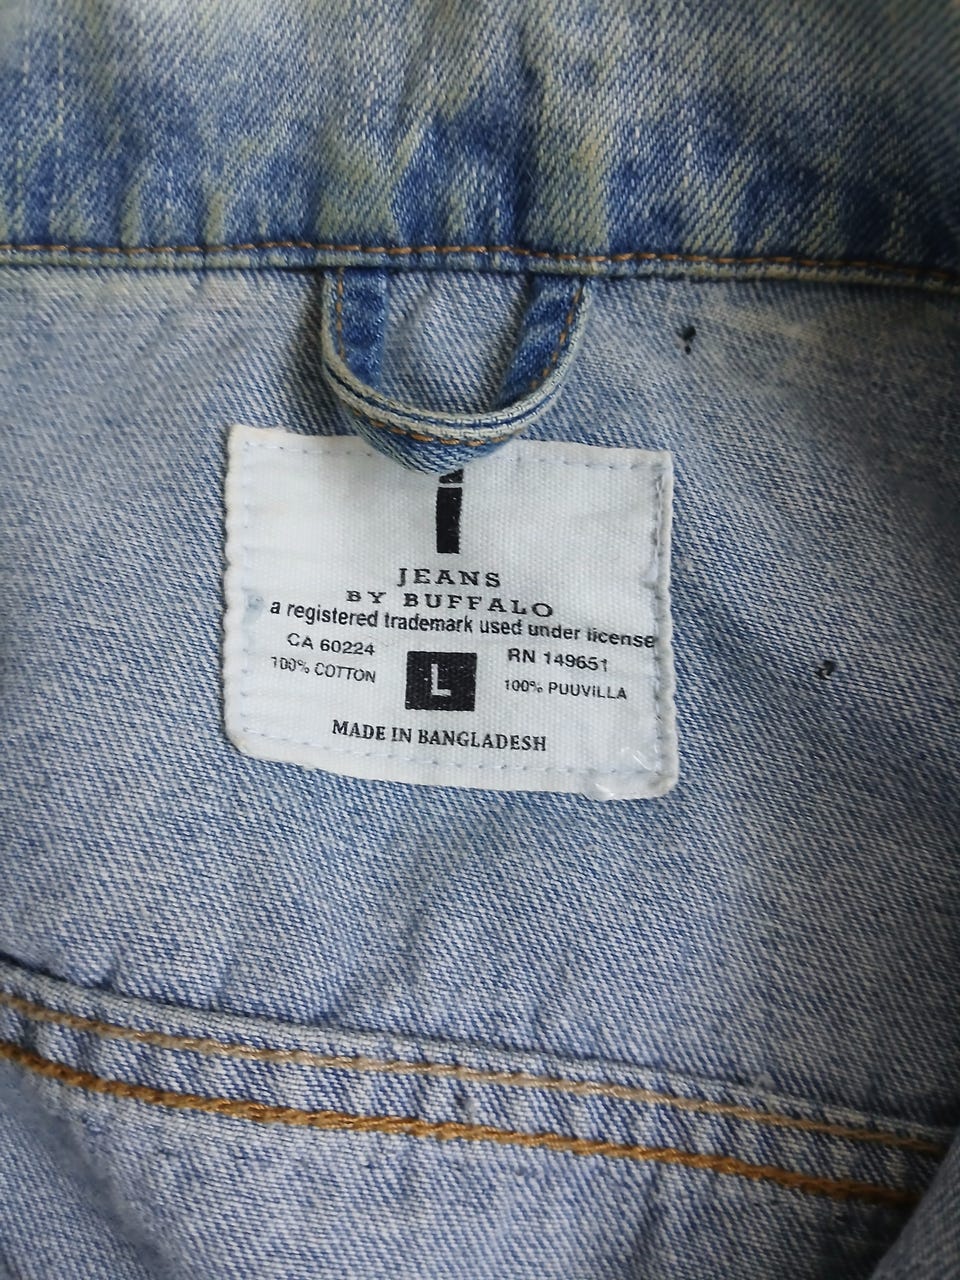 i
JEANS
BY BUFFALO
a registered trademark used under license
CA 60224
RN 149651
100% COTTON
L
100% PUUVILLA
MADE IN BANGLADESH